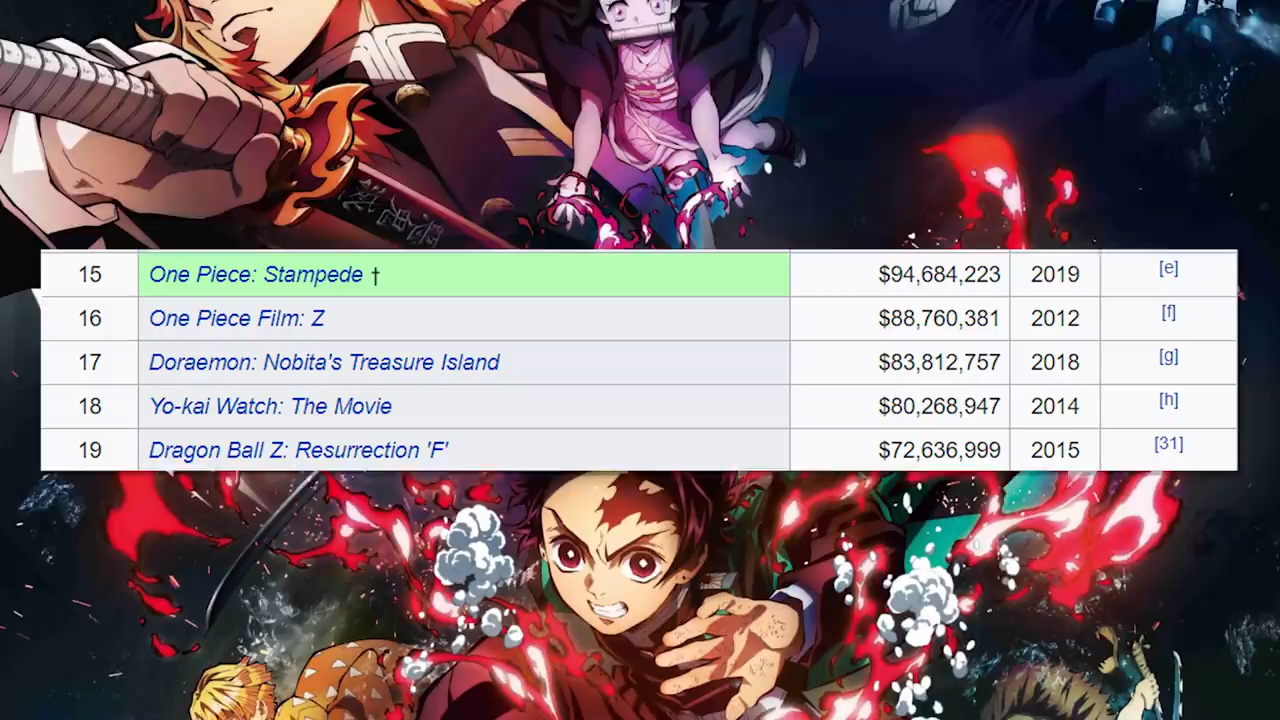 15 One Piece: Stampede † $94,684,223 2019 [e]
16 One Piece Film: Z $88,760,381 2012 [f]
17 Doraemon: Nobita's Treasure Island $83,812,757 2018 [g]
18 Yo-kai Watch: The Movie $80,268,947 2014 [h]
19 Dragon Ball Z: Resurrection 'F' $72,636,999 2015 [31]